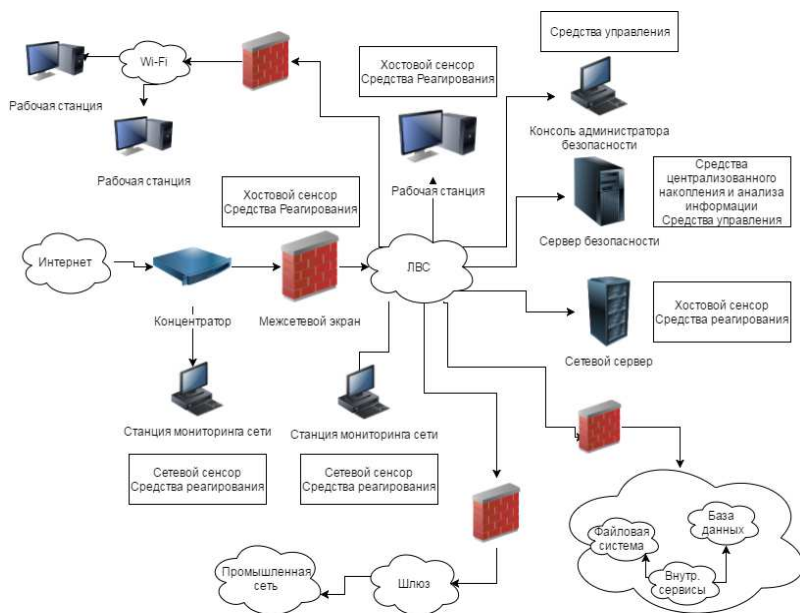 Средства управления
Wi-Fi
Хостовой сенсор
Средства Реагирования
Рабочая станция
Консоль администратора
безопасности
Рабочая станция
Рабочая станция
Средства
централизованного
накопления и анализа
информации
Средства управления
Хостовой сенсор
Средства Реагирования
Сервер безопасности
Интернет
ЛВС
Концентратор
Межсетевой экран
Хостовой сенсор
Средства реагирования
Сетевой сервер
Станция мониторинга сети
Станция мониторинга сети
Сетевой сенсор
Средства реагирования
Сетевой сенсор
Средства реагирования
База
данных
Файловая
система
Внутр.
сервисы
Промышленная
сеть
Шлюз